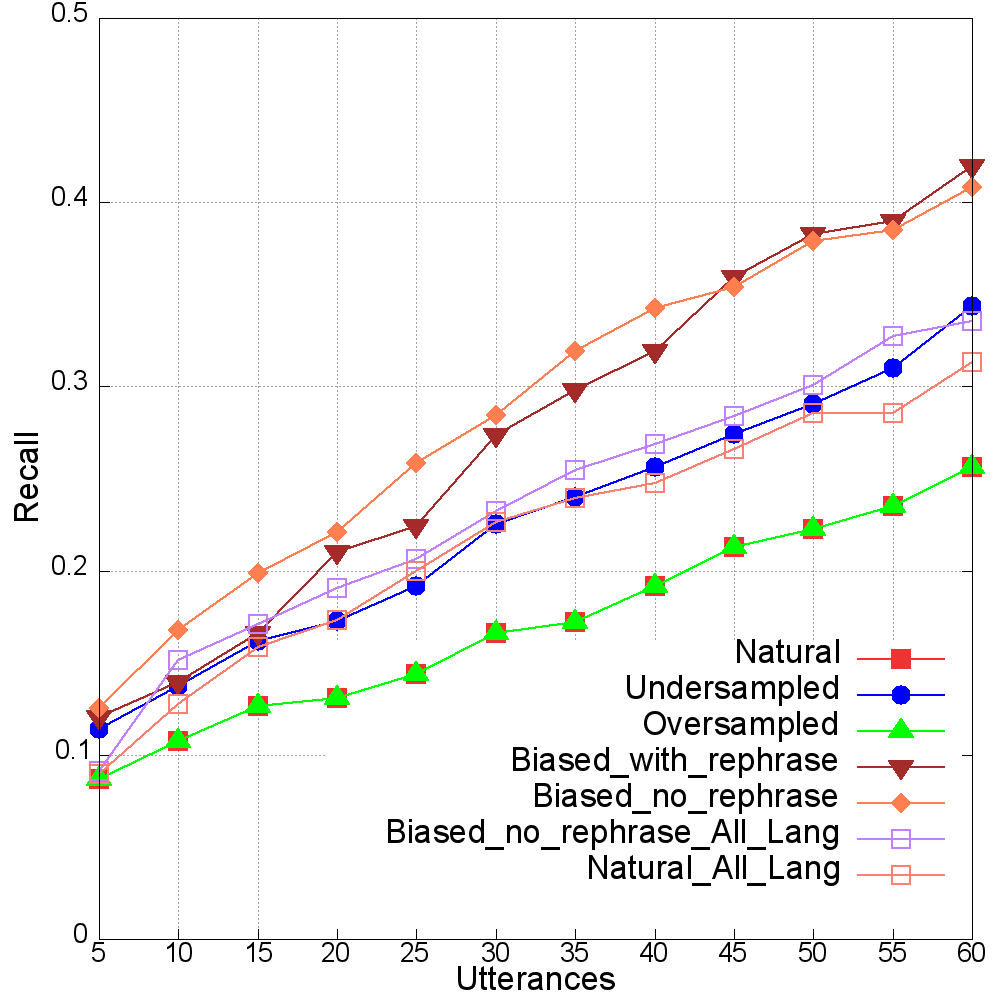 0.5
0.4
0.3
0.2
0.1
0
Recall
Natural
Undersampled
Oversampled
Biased_with_rephrase
Biased_no_rephrase
Biased_no_rephrase_All_Lang
Natural_All_Lang
5 10 15 20 25 30 35 40 45 50 55 60
Utterances